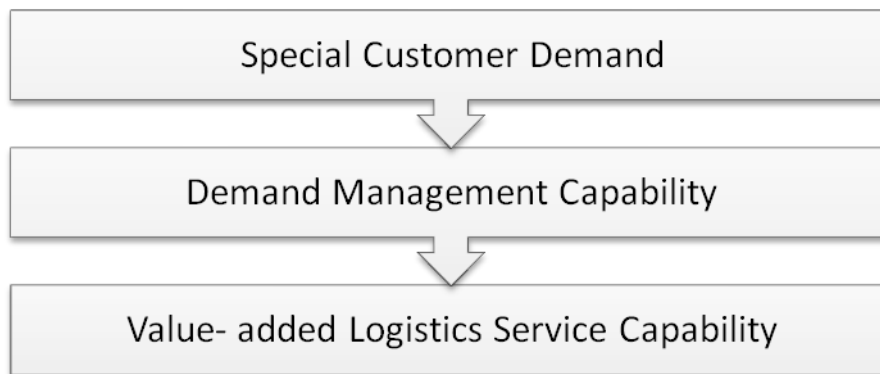 Special Customer Demand
Demand Management Capability
Value- added Logistics Service Capability